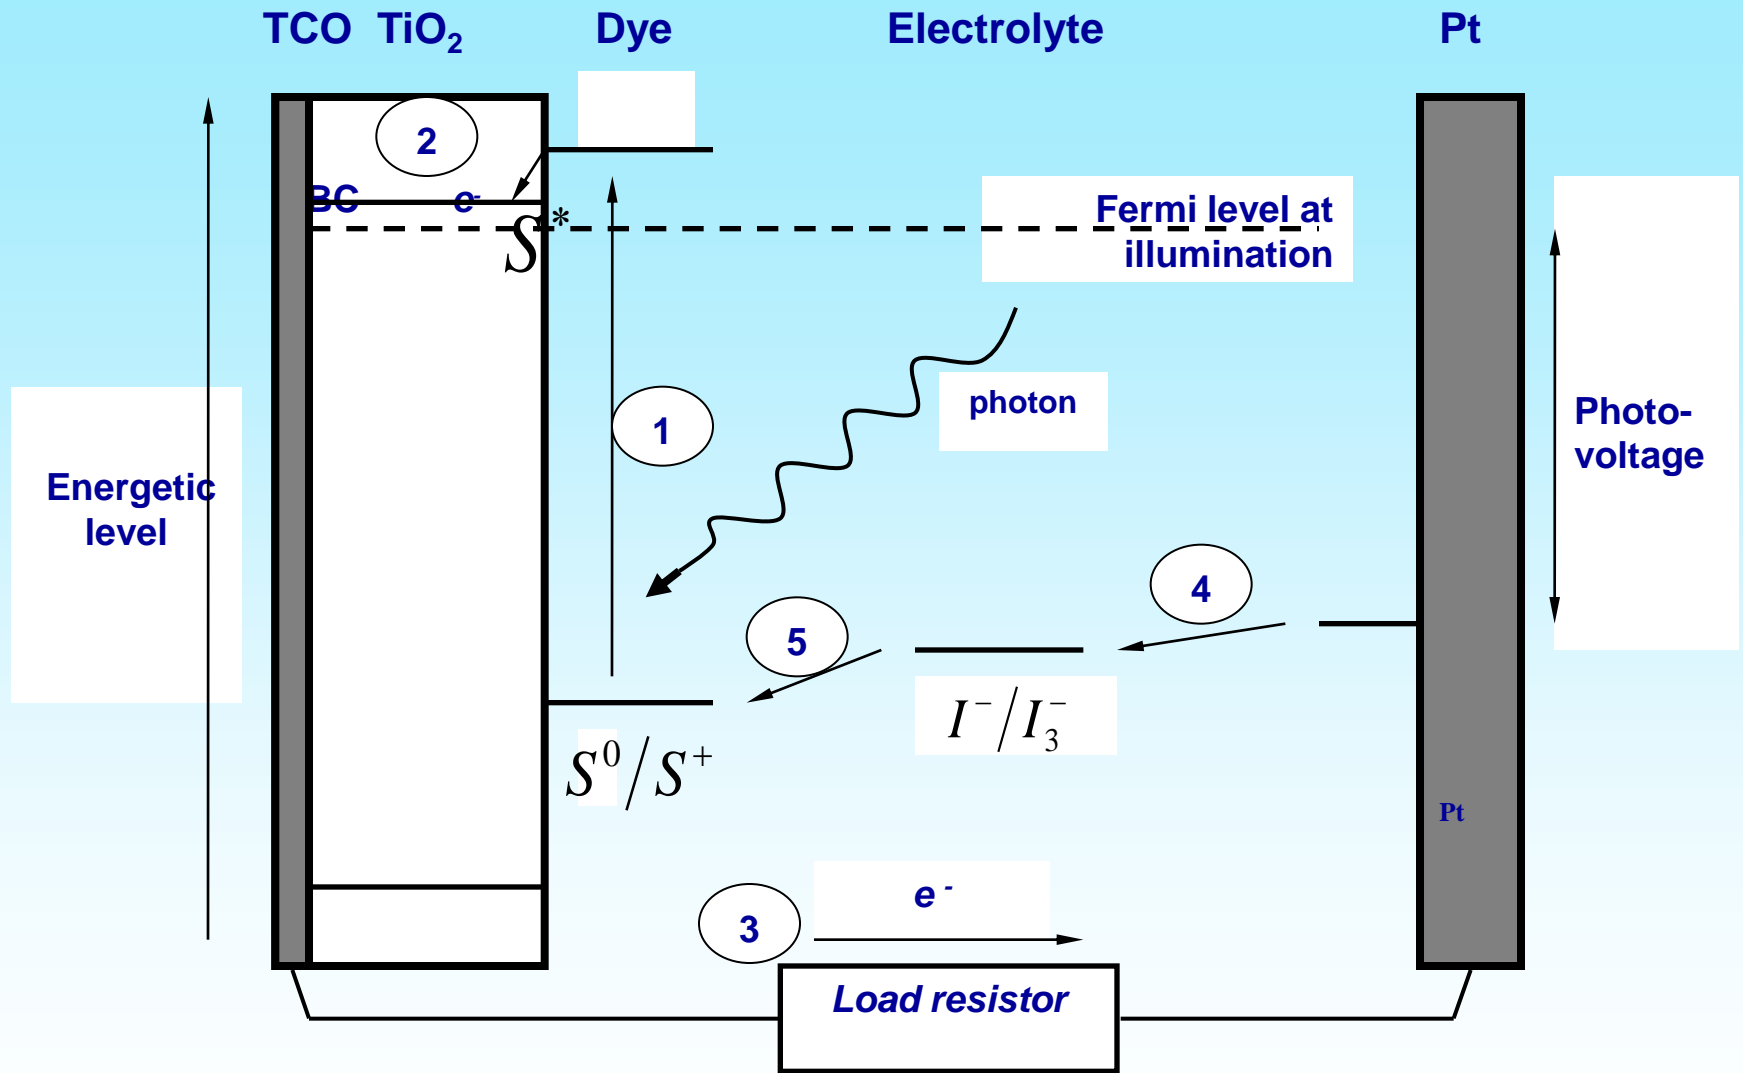 TCO TiO₂ Dye Electrolyte Pt
2
BC e-
S*
Fermi level at
illumination
photon
1
Photo-
voltage
Energetic
level
4
5
I⁻/I₃⁻
S⁰/S⁺
Pt
e -
3
Load resistor